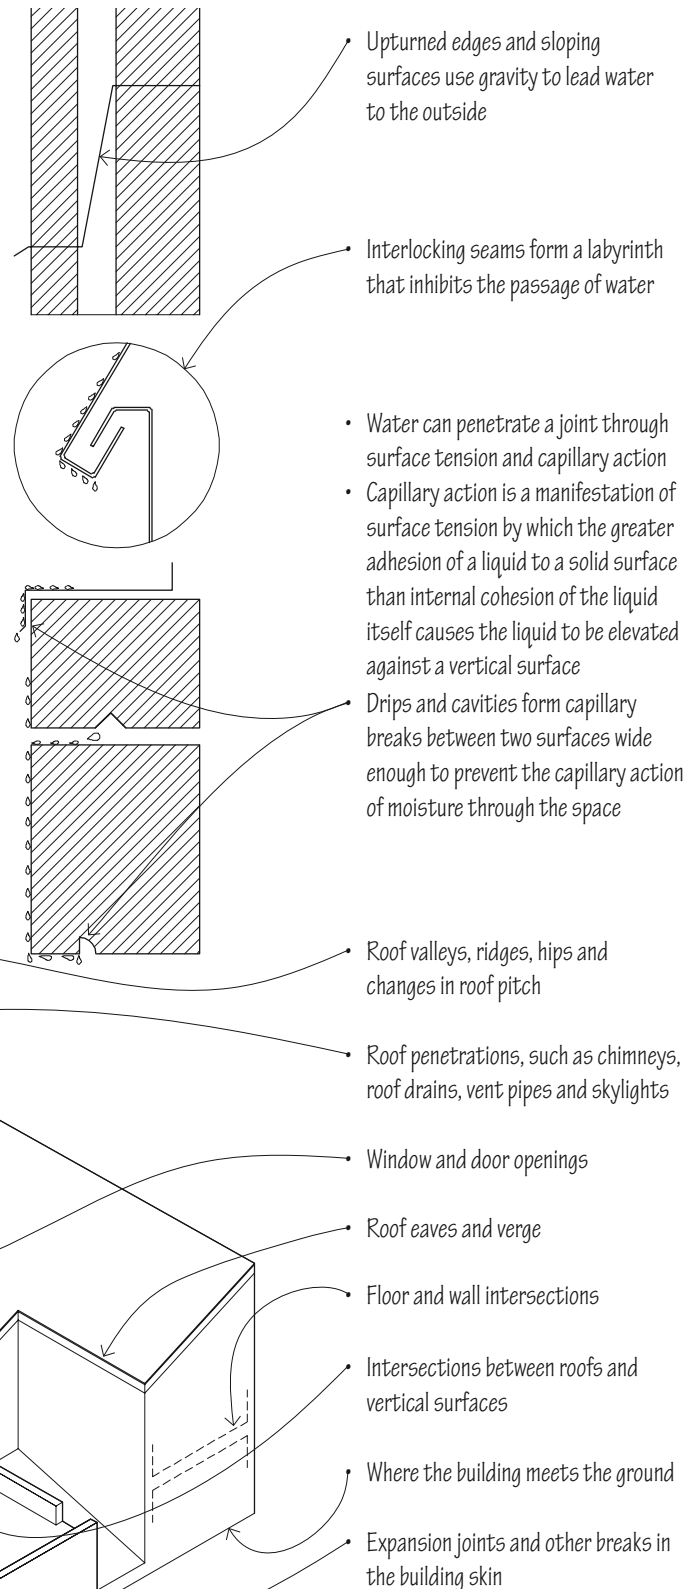 • Upturned edges and sloping
surfaces use gravity to lead water
to the outside
• Interlocking seams form a labyrinth
that inhibits the passage of water
• Water can penetrate a joint through
surface tension and capillary action
• Capillary action is a manifestation of
surface tension by which the greater
adhesion of a liquid to a solid surface
than internal cohesion of the liquid
itself causes the liquid to be elevated
against a vertical surface
• Drips and cavities form capillary
breaks between two surfaces wide
enough to prevent the capillary action
of moisture through the space
• Roof valleys, ridges, hips and
changes in roof pitch
• Roof penetrations, such as chimneys,
roof drains, vent pipes and skylights
• Window and door openings
• Roof eaves and verge
• Floor and wall intersections
• Intersections between roofs and
vertical surfaces
• Where the building meets the ground
• Expansion joints and other breaks in
the building skin